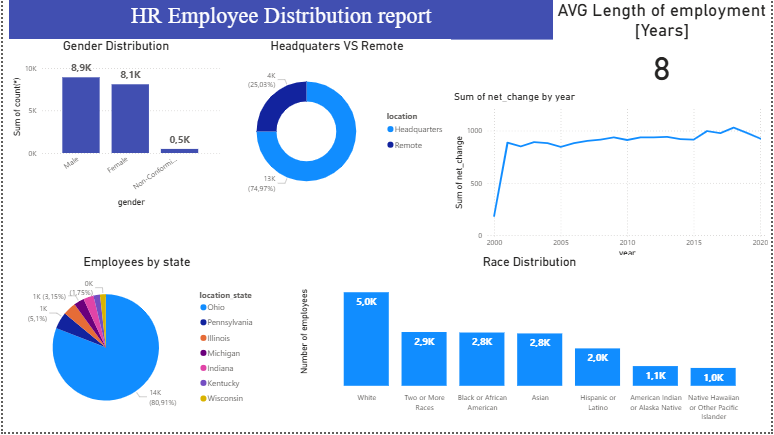 HR Employee Distribution report
AVG Length of employment
[Years]
8
Gender Distribution
Sum of count(*)
10K
5K
0K
8,9K
8,1K
0,5K
Male
Female
Non-Conformi...
gender
Headquaters VS Remote
4K
(25,03%)
13K
(74,97%)
location
Headquarters
Remote
Sum of net_change by year
Sum of net_change
1000
500
0
2000
2005
2010
2015
2020
year
Employees by state
0K
(1,75%)
1K (3,15%)
1K
(5,1%)
14K
(80,91%)
location_state
Ohio
Pennsylvania
Illinois
Michigan
Indiana
Kentucky
Wisconsin
Race Distribution
Number of employees
5,0K
2,9K
2,8K
2,8K
2,0K
1,1K
1,0K
White
Two or More
Races
Black or African
American
Asian
Hispanic or
Latino
American Indian
or Alaska Native
Native Hawaiian
or Other Pacific
Islander